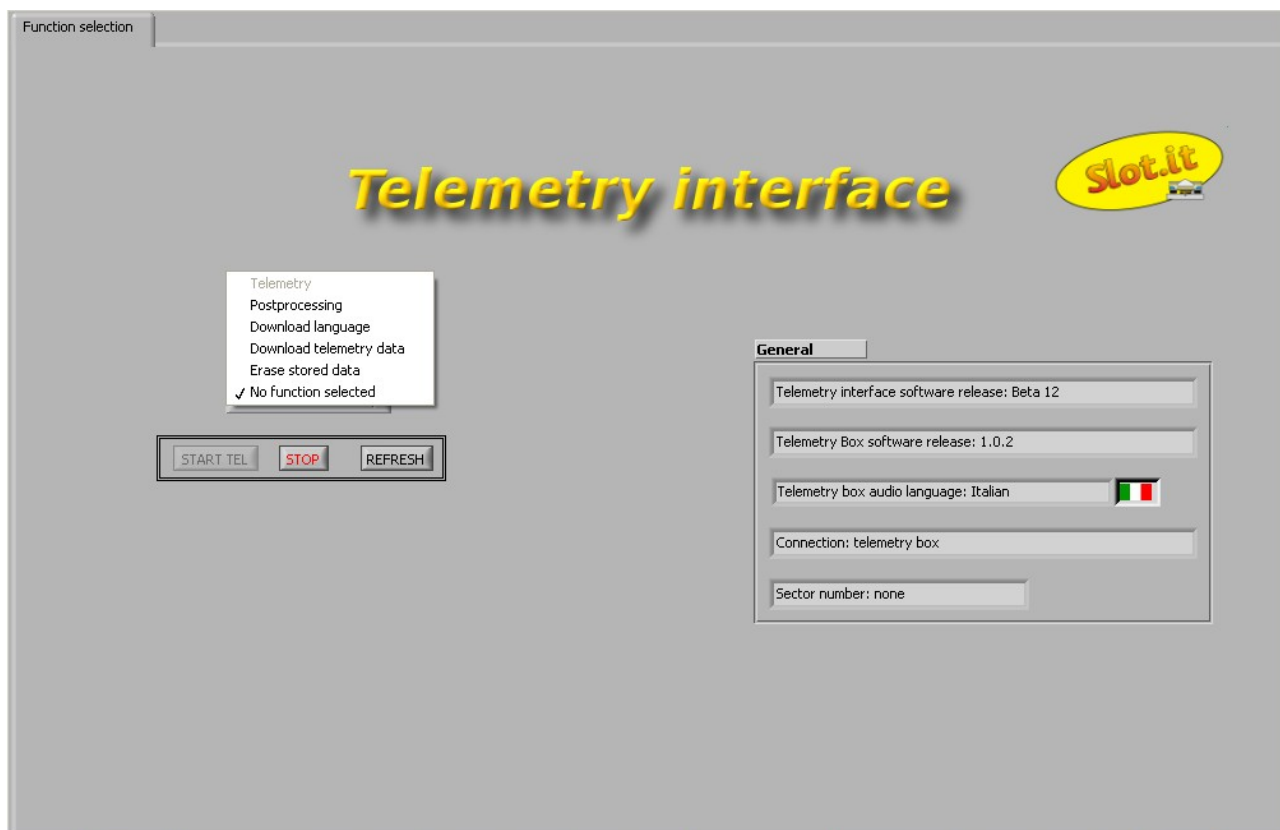 Function selection
Telemetry interface
Slot.it
Telemetry
Postprocessing
Download language
Download telemetry data
Erase stored data
✓ No function selected
START TEL STOP REFRESH
General
Telemetry interface software release: Beta 12
Telemetry Box software release: 1.0.2
Telemetry box audio language: Italian
Connection: telemetry box
Sector number: none